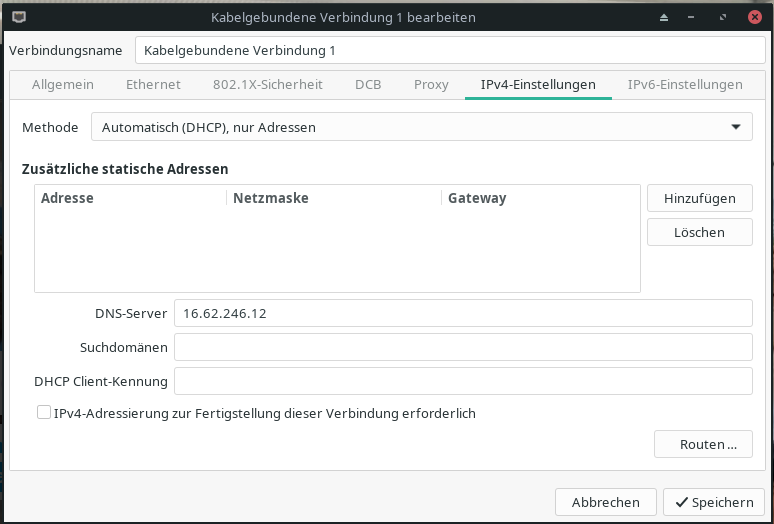 Kabelgebundene Verbindung 1 bearbeiten
Verbindungsname Kabelgebundene Verbindung 1
Allgemein Ethernet 802.1X-Sicherheit DCB Proxy IPv4-Einstellungen IPv6-Einstellungen
Methode Automatisch (DHCP), nur Adressen
Zusätzliche statische Adressen
Adresse Netzmaske Gateway Hinzufügen
Löschen
DNS-Server 16.62.246.12
Suchdomänen
DHCP Client-Kennung
IPv4-Adressierung zur Fertigstellung dieser Verbindung erforderlich
Routen …
Abbrechen Speichern